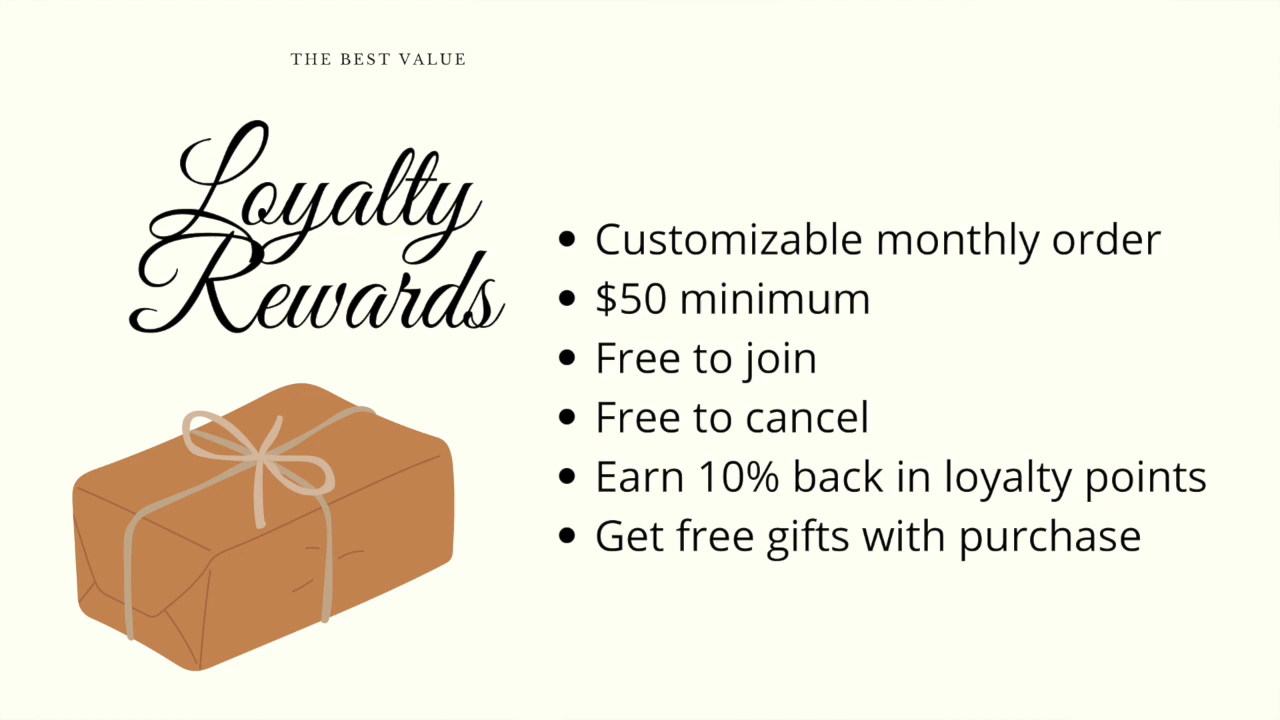 THE BEST VALUE
Loyalty
Rewards
• Customizable monthly order
• $50 minimum
• Free to join
• Free to cancel
• Earn 10% back in loyalty points
• Get free gifts with purchase